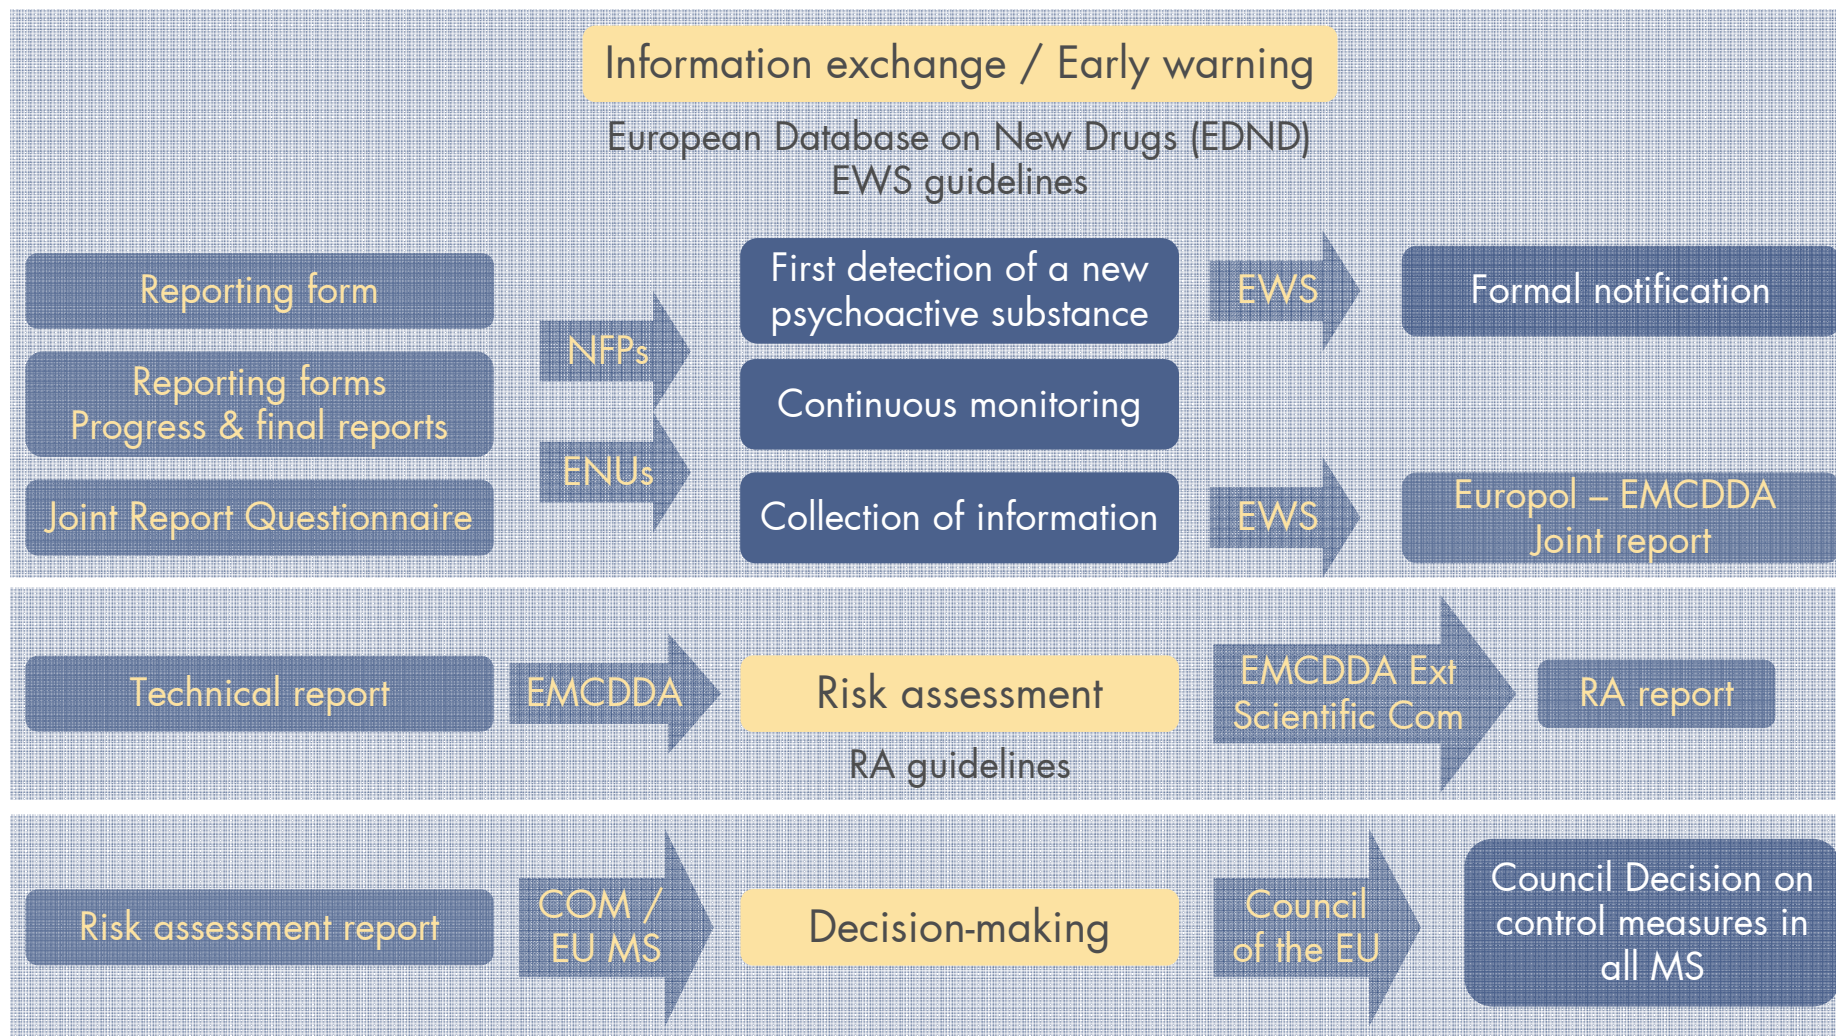 Information exchange / Early warning
European Database on New Drugs (EDND)
EWS guidelines
Reporting form
Reporting forms
Progress & final reports
Joint Report Questionnaire
NFPs
ENUs
First detection of a new
psychoactive substance
Continuous monitoring
Collection of information
EWS
Formal notification
EWS
Europol – EMCDDA
Joint report
Technical report
EMCDDA
Risk assessment
RA guidelines
EMCDDA Ext
Scientific Com
RA report
Risk assessment report
COM /
EU MS
Decision-making
Council
of the EU
Council Decision on
control measures in
all MS